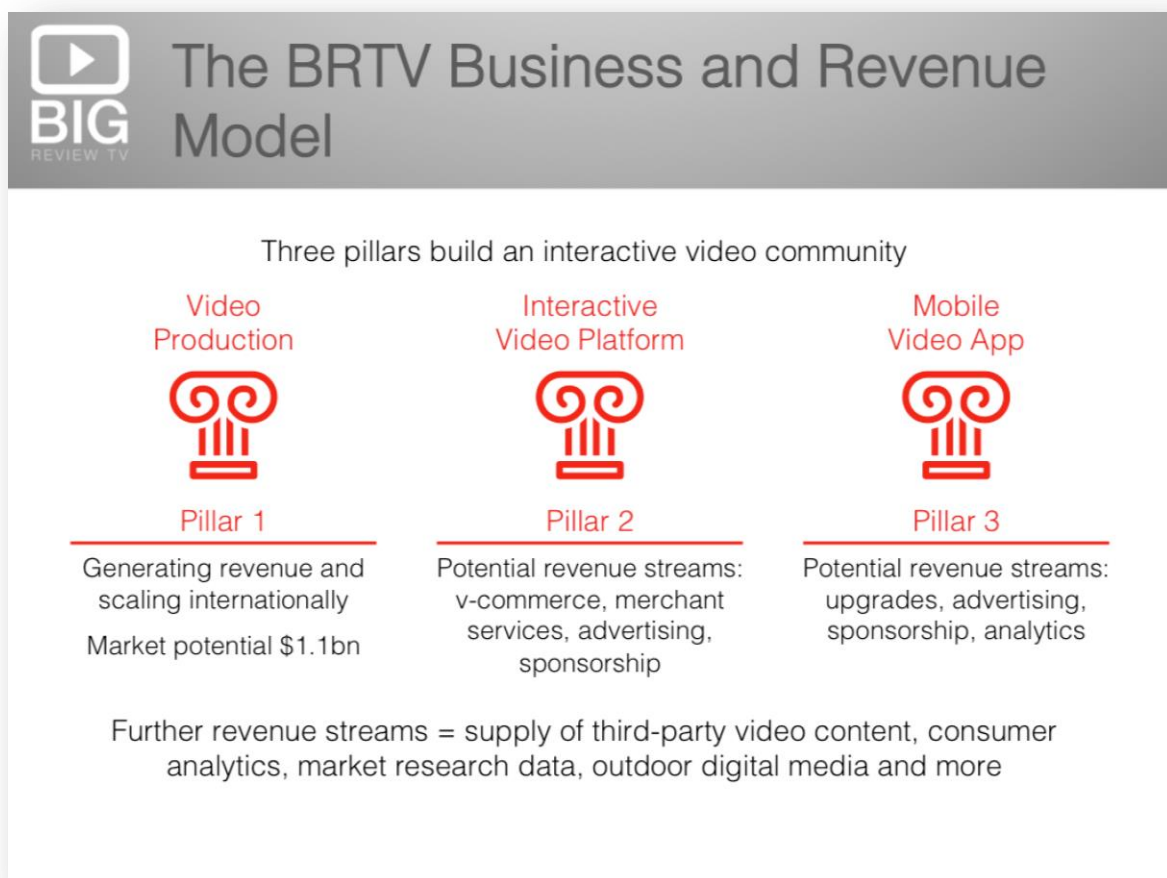 BIG
REVIEW TV
The BRTV Business and Revenue
Model
Three pillars build an interactive video community
Video
Production
Pillar 1
Generating revenue and
scaling internationally
Market potential $1.1bn
Interactive
Video Platform
Pillar 2
Potential revenue streams:
v-commerce, merchant
services, advertising,
sponsorship
Mobile
Video App
Pillar 3
Potential revenue streams:
upgrades, advertising,
sponsorship, analytics
Further revenue streams = supply of third-party video content, consumer
analytics, market research data, outdoor digital media and more